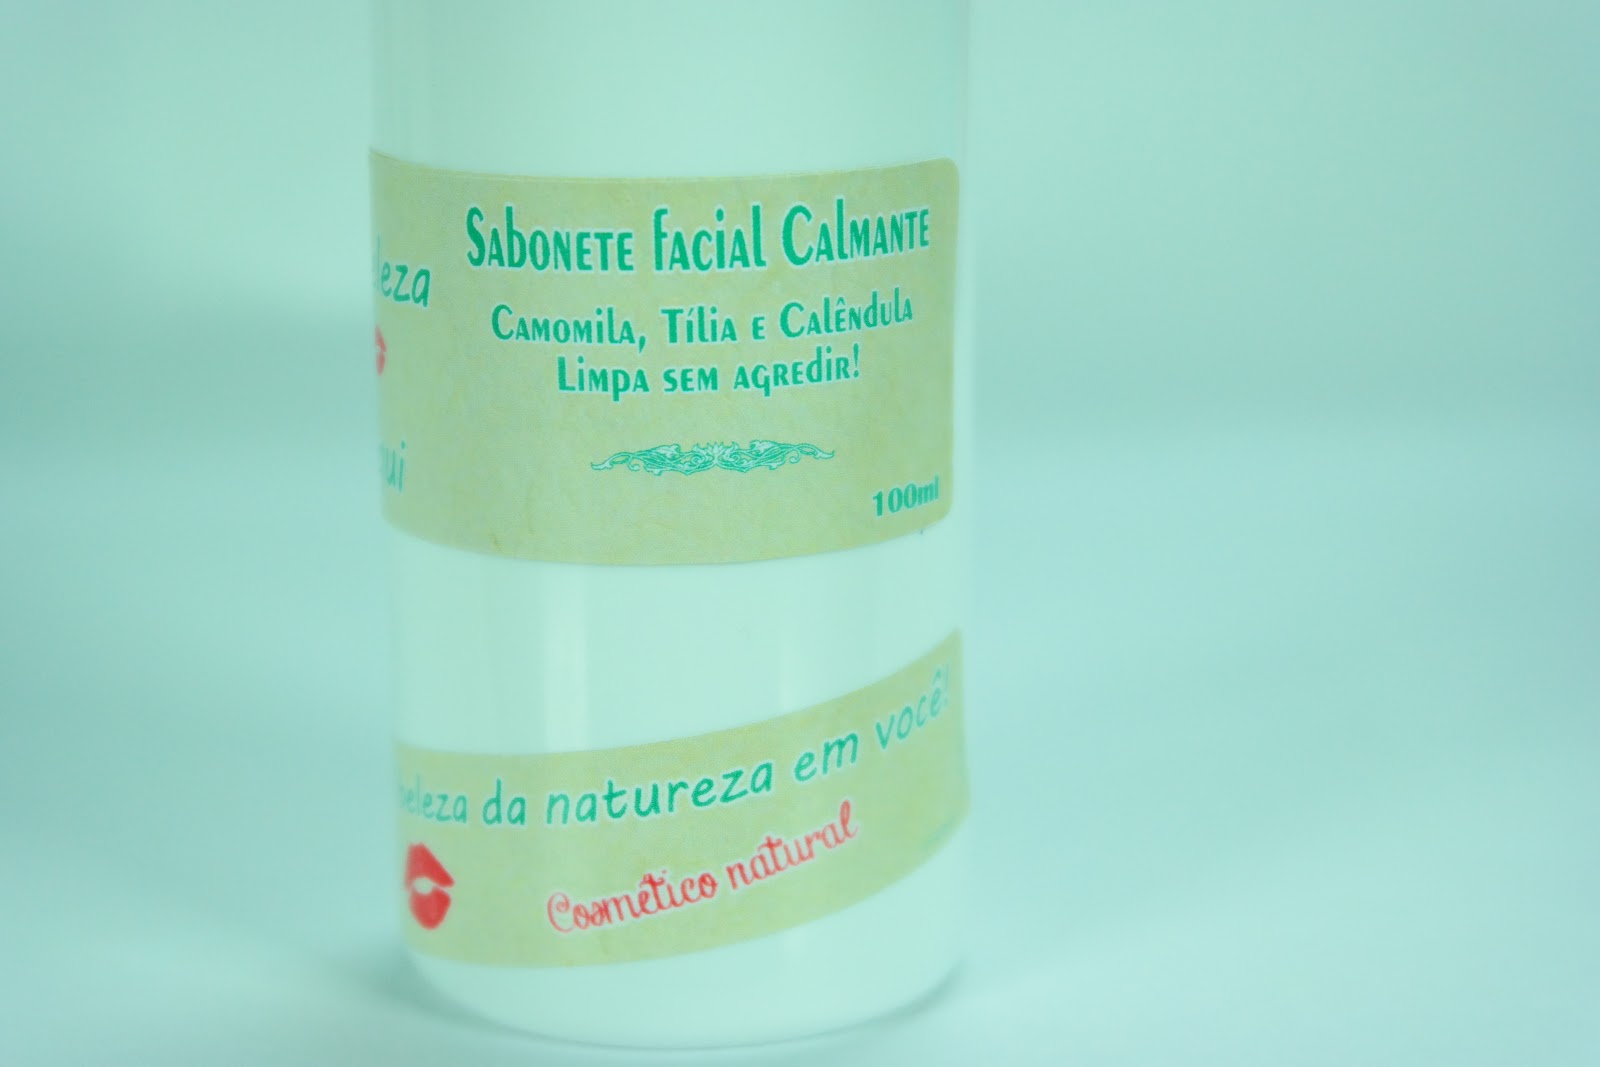 Sabonete facial Calmante
Camomila, Tília e Calêndula
Limpa sem agredir!
100ml
beleza da natureza em você!
Cosmético natural